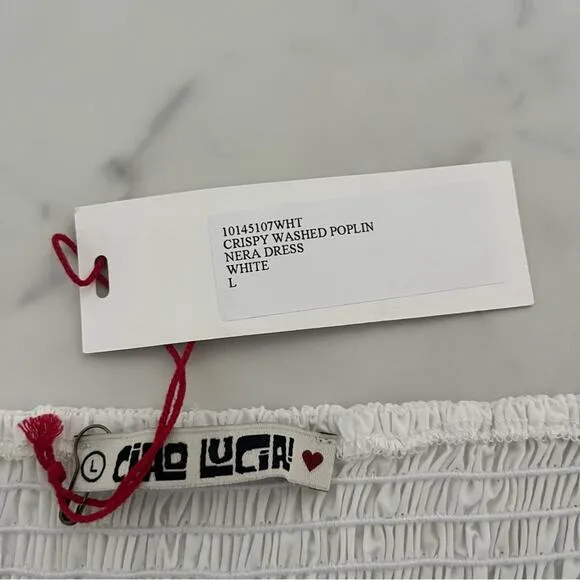 10145107WHT
CRISPY WASHED POPLIN
NERA DRESS
WHITE
L
L CIAO LUCIA!